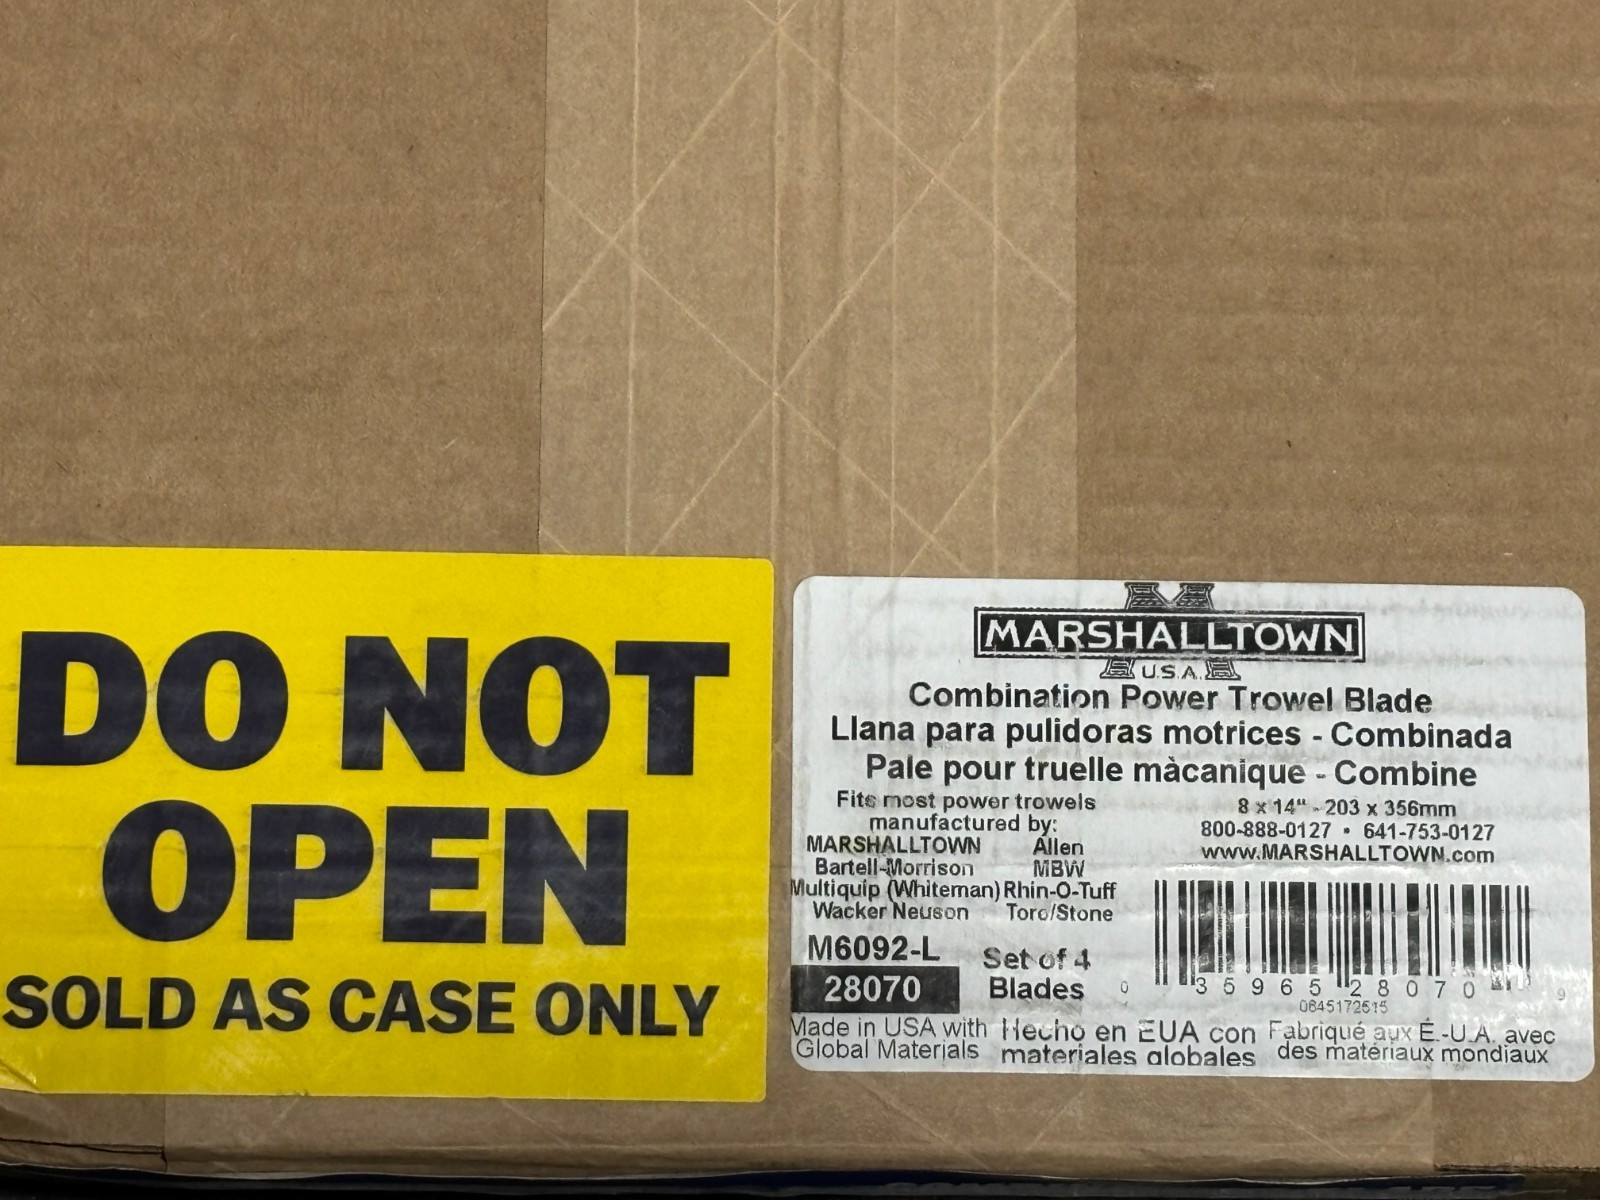 DO NOT
OPEN
SOLD AS CASE ONLY
MARSHALLTOWN
U.S.A.
Combination Power Trowel Blade
Llana para pulidoras motrices - Combinada
Pale pour truelle màcanique - Combine
Fits most power trowels
manufactured by:
MARSHALLTOWN Allen
Bartell-Morrison MBW
Multiquip (Whiteman) Rhin-O-Tuff
Wacker Neuson Toro/Stone
8 x 14" - 203 x 356mm
800-888-0127 • 641-753-0127
www.MARSHALLTOWN.com
M6092-L
28070
Set of 4
Blades
0 35965 28070 9
0645172515
Made in USA with
Global Materials
Hecho en EUA con
materiales globales
Fabriqué aux É.-U.A. avec
des matériaux mondiaux